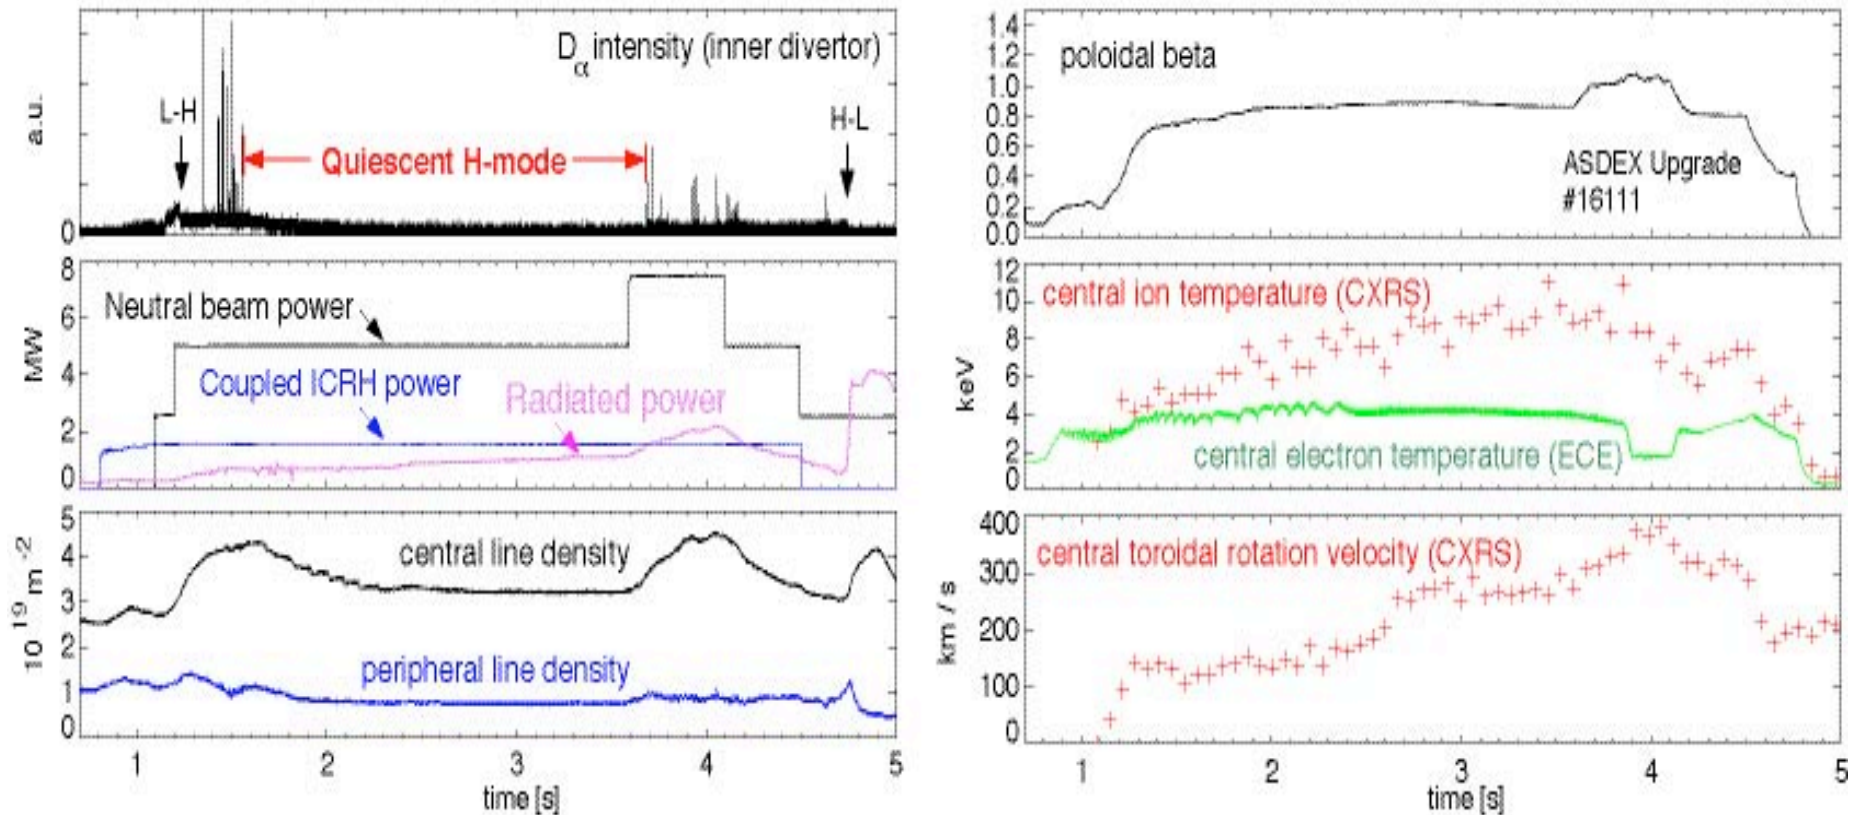 D_α intensity (inner divertor)
L-H
H-L
Quiescent H-mode
a.u.
0
8
6
4
2
0
MW
Neutral beam power
Coupled ICRH power
Radiated power
5
4
3
2
1
0
10 19 m -2
central line density
peripheral line density
1 2 3 4 5
time [s]
1.4
1.2
1.0
0.8
0.6
0.4
0.2
0.0
poloidal beta
ASDEX Upgrade
#16111
12
10
8
6
4
2
0
keV
central ion temperature (CXRS)
central electron temperature (ECE)
400
300
200
100
0
km / s
central toroidal rotation velocity (CXRS)
1 2 3 4 5
time [s]